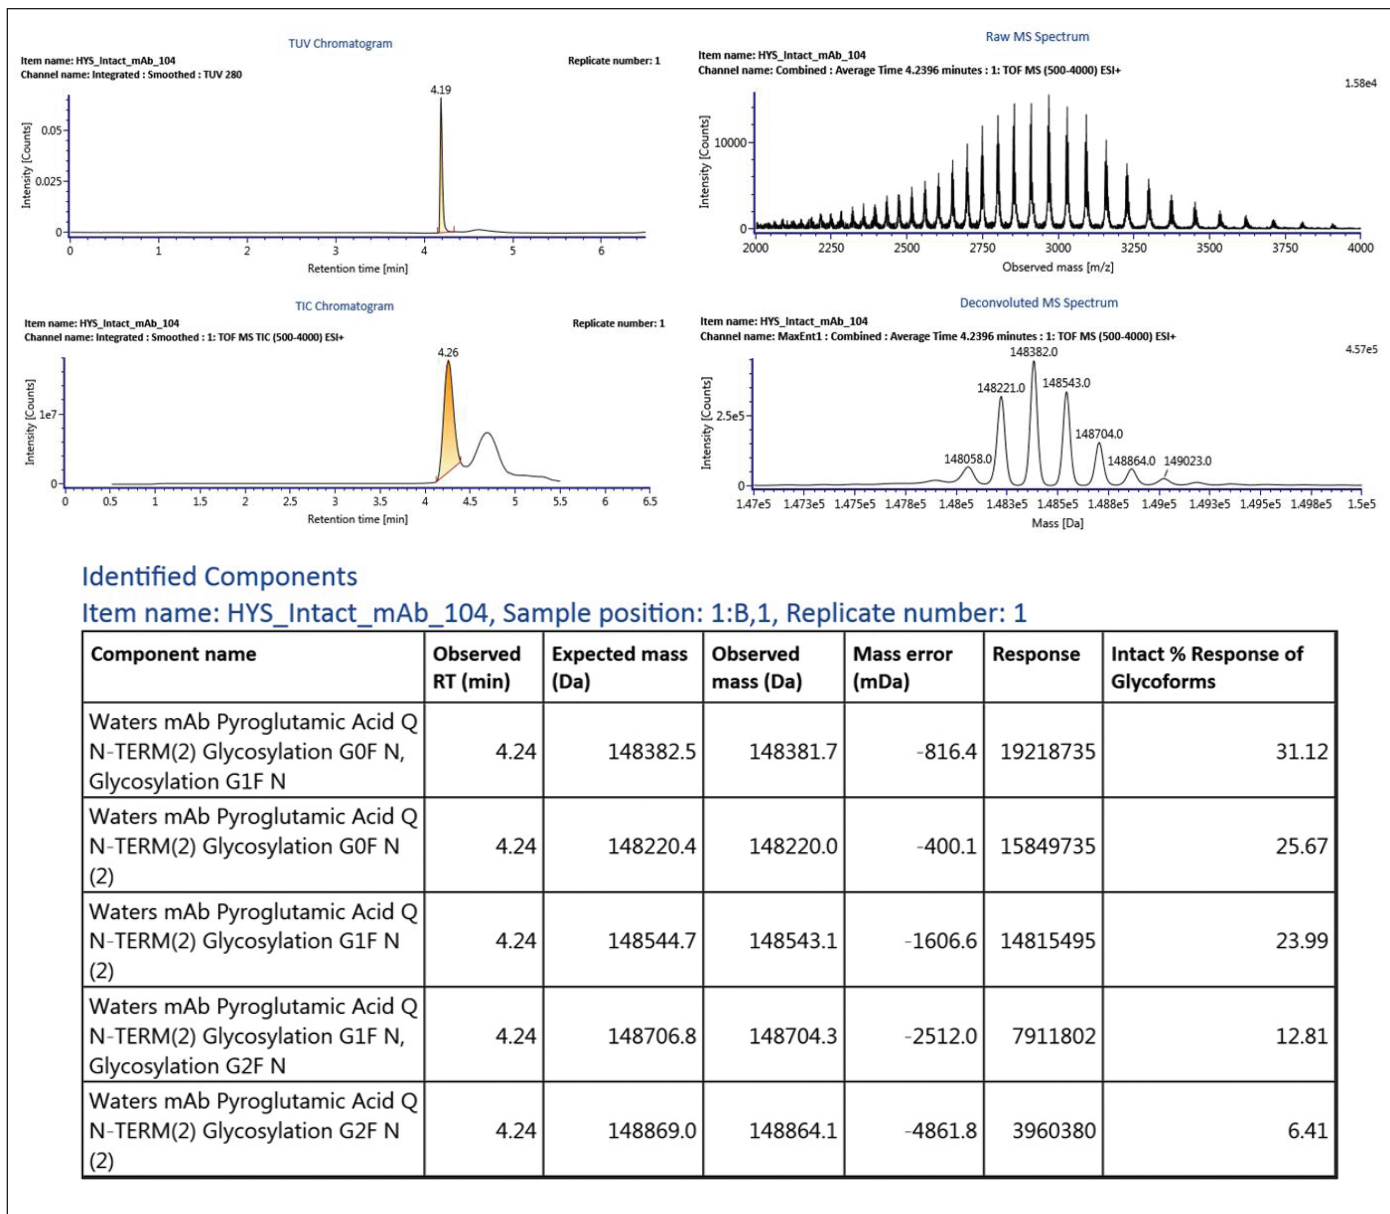 TUV Chromatogram
Item name: HYS_Intact_mAb_104
Replicate number: 1
Channel name: Integrated : Smoothed : TUV 280
4.19
0.05
0.025
0
Intensity [Counts]
0 1 2 3 4 5 6
Retention time [min]
Raw MS Spectrum
Item name: HYS_Intact_mAb_104
Channel name: Combined : Average Time 4.2396 minutes : 1: TOF MS (500-4000) ESI+
1.58e4
10000
0
Intensity [Counts]
2000 2250 2500 2750 3000 3250 3500 3750 4000
Observed mass [m/z]
TIC Chromatogram
Item name: HYS_Intact_mAb_104
Replicate number: 1
Channel name: Integrated : Smoothed : 1: TOF MS TIC (500-4000) ESI+
4.26
1e7
0
Intensity [Counts]
0 0.5 1 1.5 2 2.5 3 3.5 4 4.5 5 5.5 6 6.5
Retention time [min]
Deconvoluted MS Spectrum
Item name: HYS_Intact_mAb_104
Channel name: MaxEnt1 : Combined : Average Time 4.2396 minutes : 1: TOF MS (500-4000) ESI+
4.57e5
148382.0
148221.0
148543.0
148704.0
148058.0
148864.0
149023.0
2.5e5
0
Intensity [Counts]
1.47e5 1.473e5 1.475e5 1.478e5 1.48e5 1.483e5 1.485e5 1.488e5 1.49e5 1.493e5 1.495e5 1.498e5 1.5e5
Mass [Da]
Identified Components
Item name: HYS_Intact_mAb_104, Sample position: 1:B,1, Replicate number: 1
Component name
Observed
RT (min)
Expected mass
(Da)
Observed
mass (Da)
Mass error
(mDa)
Response
Intact % Response of
Glycoforms
Waters mAb Pyroglutamic Acid Q
N-TERM(2) Glycosylation G0F N,
Glycosylation G1F N
4.24
148382.5
148381.7
-816.4
19218735
31.12
Waters mAb Pyroglutamic Acid Q
N-TERM(2) Glycosylation G0F N
(2)
4.24
148220.4
148220.0
-400.1
15849735
25.67
Waters mAb Pyroglutamic Acid Q
N-TERM(2) Glycosylation G1F N
(2)
4.24
148544.7
148543.1
-1606.6
14815495
23.99
Waters mAb Pyroglutamic Acid Q
N-TERM(2) Glycosylation G1F N,
Glycosylation G2F N
4.24
148706.8
148704.3
-2512.0
7911802
12.81
Waters mAb Pyroglutamic Acid Q
N-TERM(2) Glycosylation G2F N
(2)
4.24
148869.0
148864.1
-4861.8
3960380
6.41